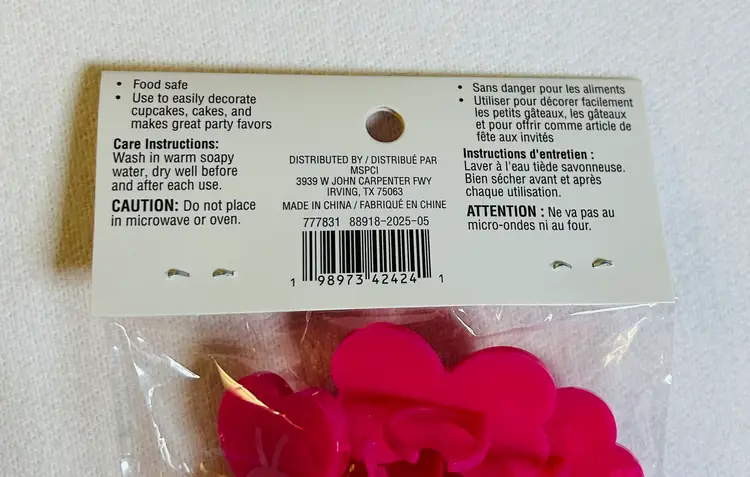 • Food safe
• Use to easily decorate
cupcakes, cakes, and
makes great party favors
Care Instructions:
Wash in warm soapy
water, dry well before
and after each use.
CAUTION: Do not place
in microwave or oven.
DISTRIBUTED BY / DISTRIBUÉ PAR
MSPCI
3939 W JOHN CARPENTER FWY
IRVING, TX 75063
MADE IN CHINA / FABRIQUÉ EN CHINE
777831 88918-2025-05
1 98973 42424 1
• Sans danger pour les aliments
• Utiliser pour décorer facilement
les petits gâteaux, les gâteaux
et pour offrir comme article de
fête aux invités
Instructions d'entretien :
Laver à l'eau tiède savonneuse.
Bien sécher avant et après
chaque utilisation.
ATTENTION : Ne va pas au
micro-ondes ni au four.